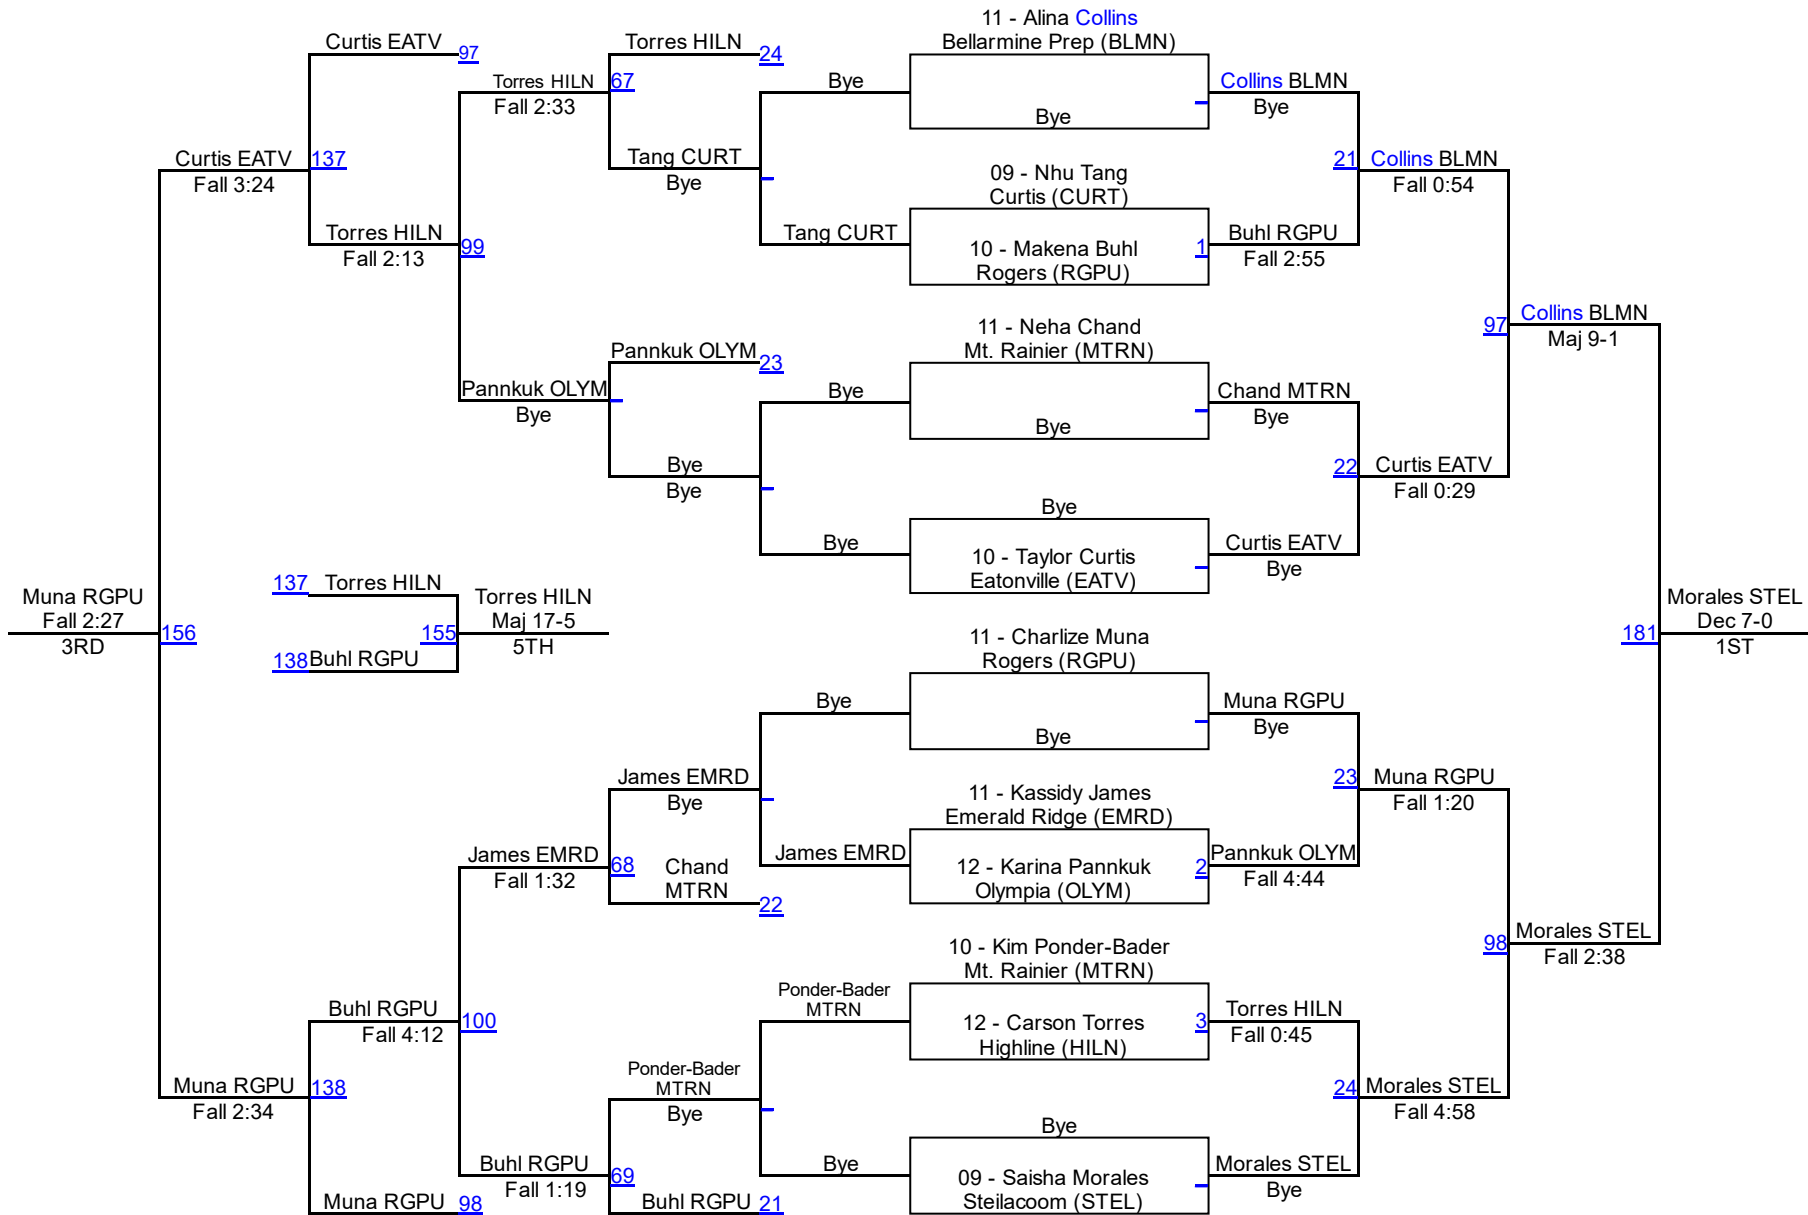 11 - Alina Collins
Bellarmine Prep (BLMN)
Curtis EATV
97
Torres HILN
24
Torres HILN
67
Fall 2:33
Bye
Bye
Collins BLMN
Bye
Curtis EATV
137
Fall 3:24
Tang CURT
Bye
09 - Nhu Tang
Curtis (CURT)
21
Collins BLMN
Fall 0:54
Torres HILN
Fall 2:13
99
Tang CURT
10 - Makena Buhl
Rogers (RGPU)
1
Buhl RGPU
Fall 2:55
Pannkuk OLYM
23
11 - Neha Chand
Mt. Rainier (MTRN)
97
Collins BLMN
Maj 9-1
Pannkuk OLYM
Bye
Bye
Bye
Chand MTRN
Bye
Bye
Bye
22
Curtis EATV
Fall 0:29
Bye
Bye
10 - Taylor Curtis
Eatonville (EATV)
Curtis EATV
Bye
Muna RGPU
Fall 2:27
3RD
156
137
Torres HILN
138
Buhl RGPU
155
Torres HILN
Maj 17-5
5TH
11 - Charlize Muna
Rogers (RGPU)
181
Morales STEL
Dec 7-0
1ST
Bye
Bye
Muna RGPU
Bye
James EMRD
Bye
11 - Kassidy James
Emerald Ridge (EMRD)
23
Muna RGPU
Fall 1:20
James EMRD
Fall 1:32
68
Chand
MTRN
22
James EMRD
12 - Karina Pannkuk
Olympia (OLYM)
2
Pannkuk OLYM
Fall 4:44
10 - Kim Ponder-Bader
Mt. Rainier (MTRN)
98
Morales STEL
Fall 2:38
Buhl RGPU
Fall 4:12
100
Ponder-Bader
MTRN
12 - Carson Torres
Highline (HILN)
3
Torres HILN
Fall 0:45
Muna RGPU
Fall 2:34
138
Ponder-Bader
MTRN
Bye
24
Morales STEL
Fall 4:58
Bye
Buhl RGPU
Fall 1:19
69
Bye
09 - Saisha Morales
Steilacoom (STEL)
Morales STEL
Bye
Muna RGPU
98
Buhl RGPU
21